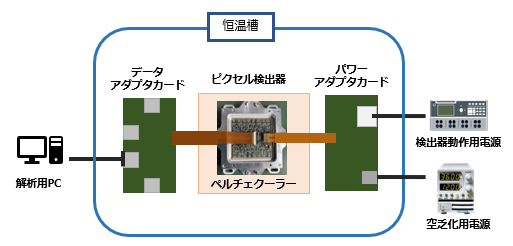 恒温槽
データ
アダプタカード
ピクセル検出器
パワー
アダプタカード
検出器動作用電源
解析用PC
ペルチェクーラー
空乏化用電源